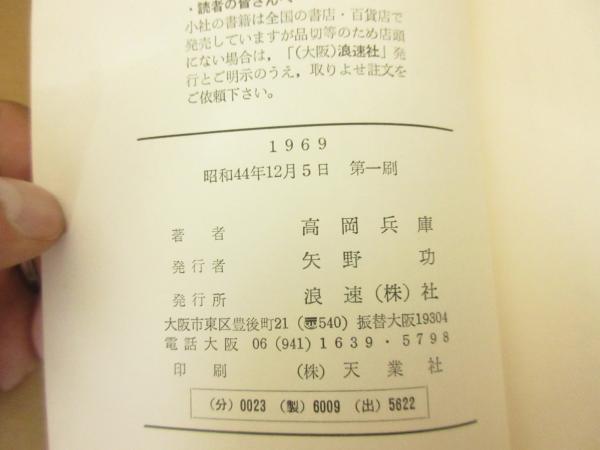 ・読者の皆さんへ
小社の書籍は全国の書店・百貨店で
発売していますが品切等のため店頭
にない場合は，「(大阪)浪速社」発
行とご明示のうえ，取りよせ註文を
ご依頼下さい。
1969
昭和44年12月5日 第一刷
著者 高岡兵庫
発行者 矢野功
発行所 浪速(株)社
大阪市東区豊後町21(〠540) 振替大阪19304
電話大阪 06(941)1639・5798
印刷 (株)天業社
(分)0023 (製)6009 (出)5622